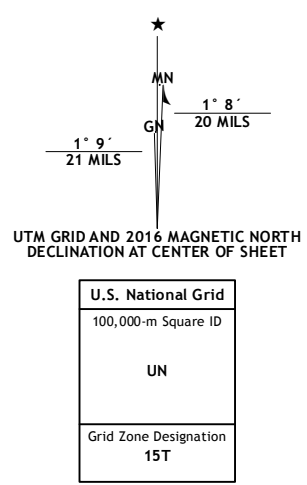 ★
MN
1° 8´
20 MILS
GN
1° 9´
21 MILS
UTM GRID AND 2016 MAGNETIC NORTH
DECLINATION AT CENTER OF SHEET
U.S. National Grid
100,000-m Square ID
UN
Grid Zone Designation
15T